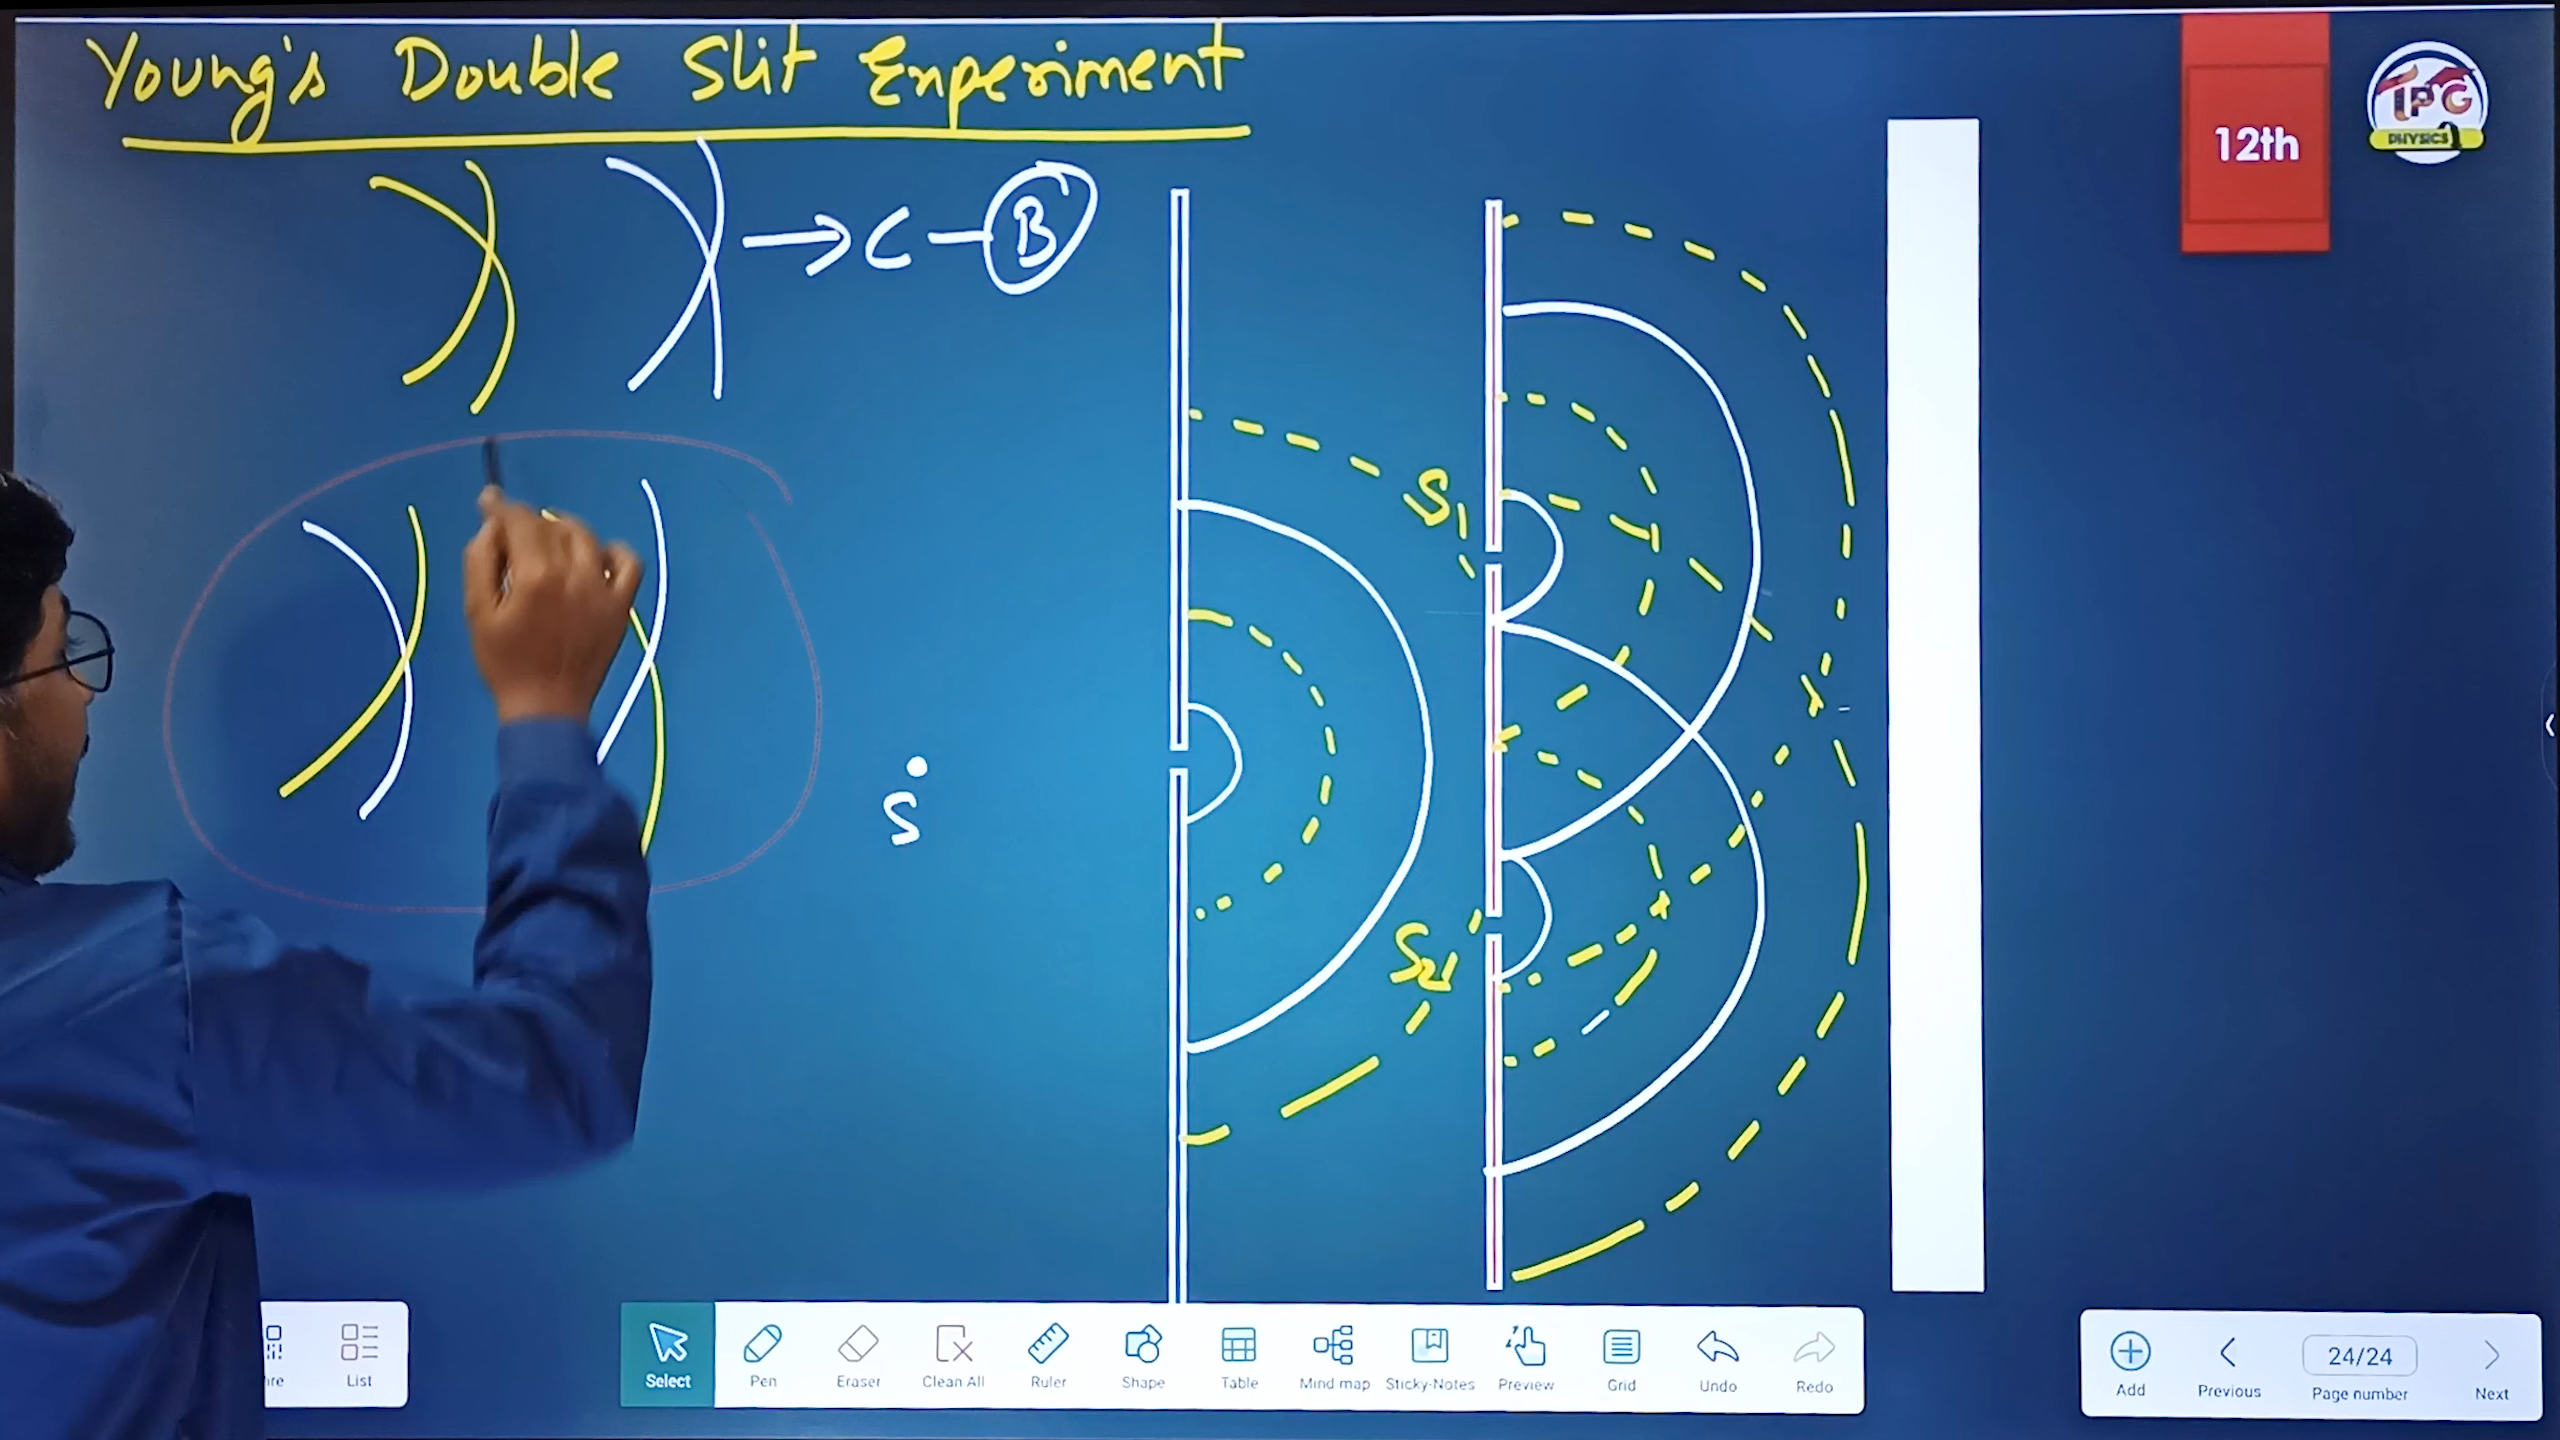 Young's Double Slit Experiment
12th
TPG
PHYSICS
→ C – B
S1
S
S2
List
Select
Pen
Eraser
Clean All
Ruler
Shape
Table
Mind map
Sticky-Notes
Preview
Grid
Undo
Redo
Add
Previous
24/24
Page number
Next